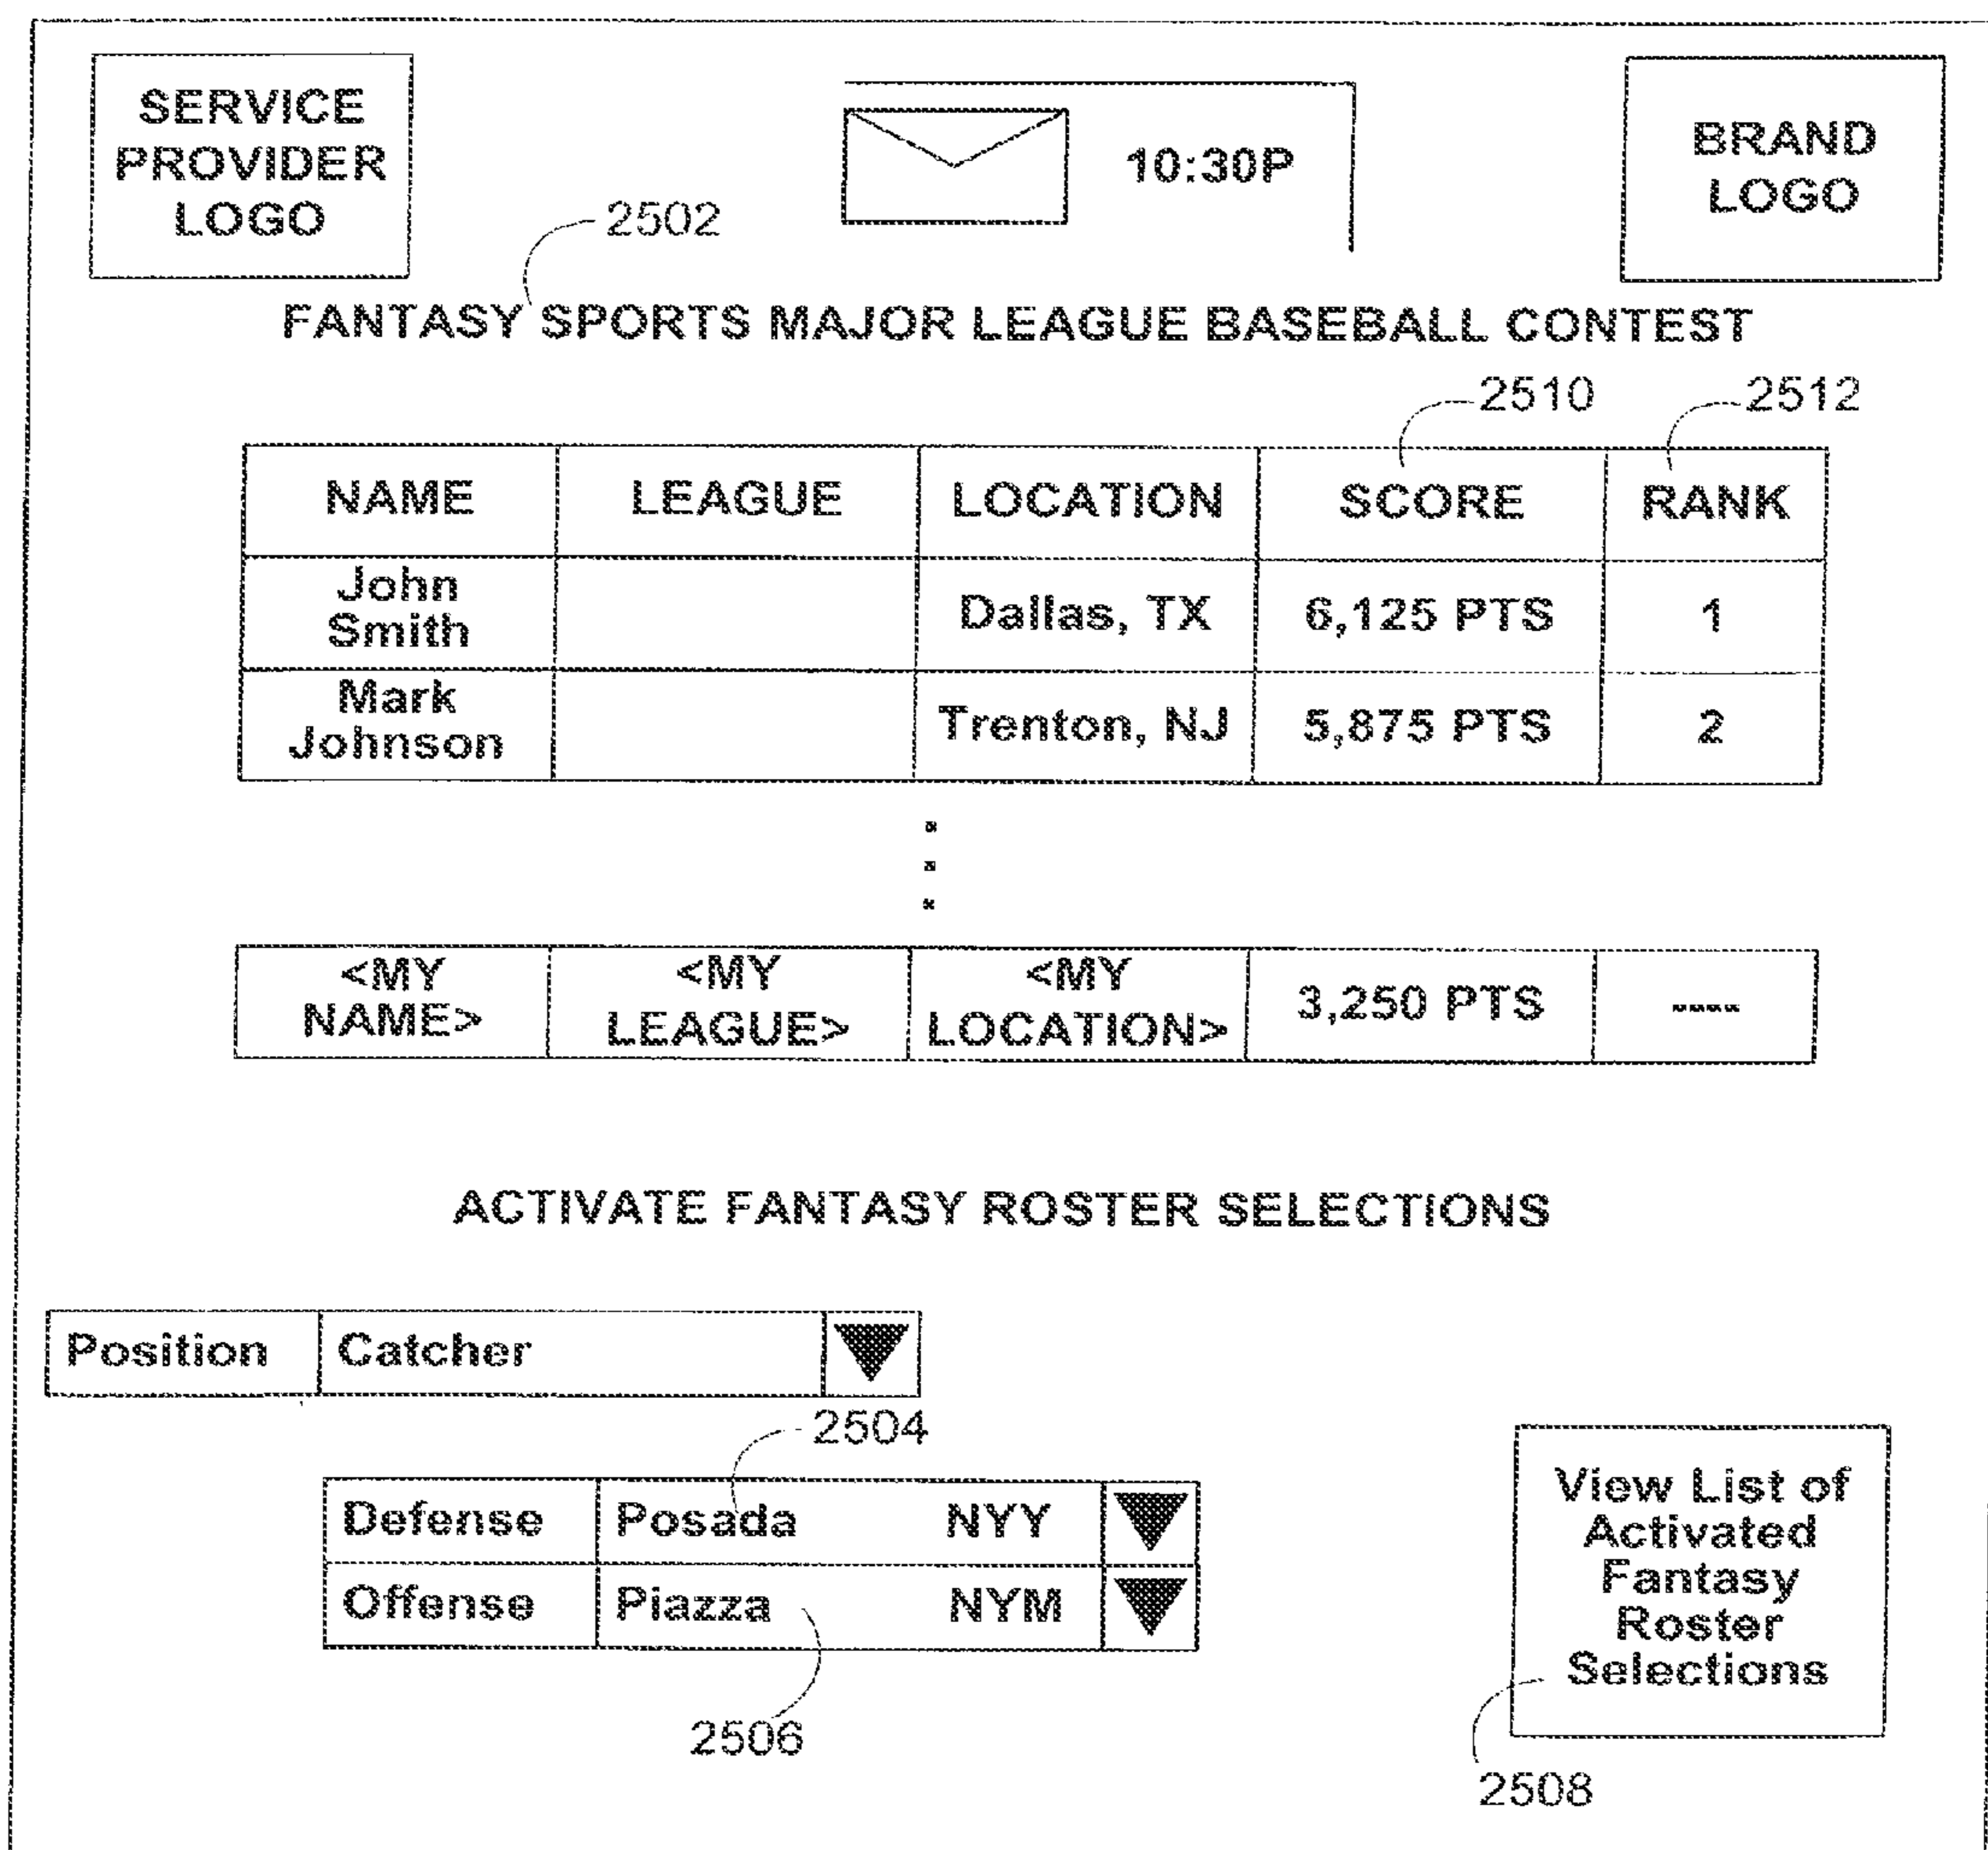 SERVICE
PROVIDER
LOGO
10:30P
BRAND
LOGO
2502
FANTASY SPORTS MAJOR LEAGUE BASEBALL CONTEST
2510
2512
NAME LEAGUE LOCATION SCORE RANK
John
Smith
Dallas, TX 6,125 PTS 1
Mark
Johnson
Trenton, NJ 5,875 PTS 2
<MY
NAME>
<MY
LEAGUE>
<MY
LOCATION>
3,250 PTS ----
ACTIVATE FANTASY ROSTER SELECTIONS
Position Catcher
2504
Defense Posada NYY
Offense Piazza NYM
2506
View List of
Activated
Fantasy
Roster
Selections
2508